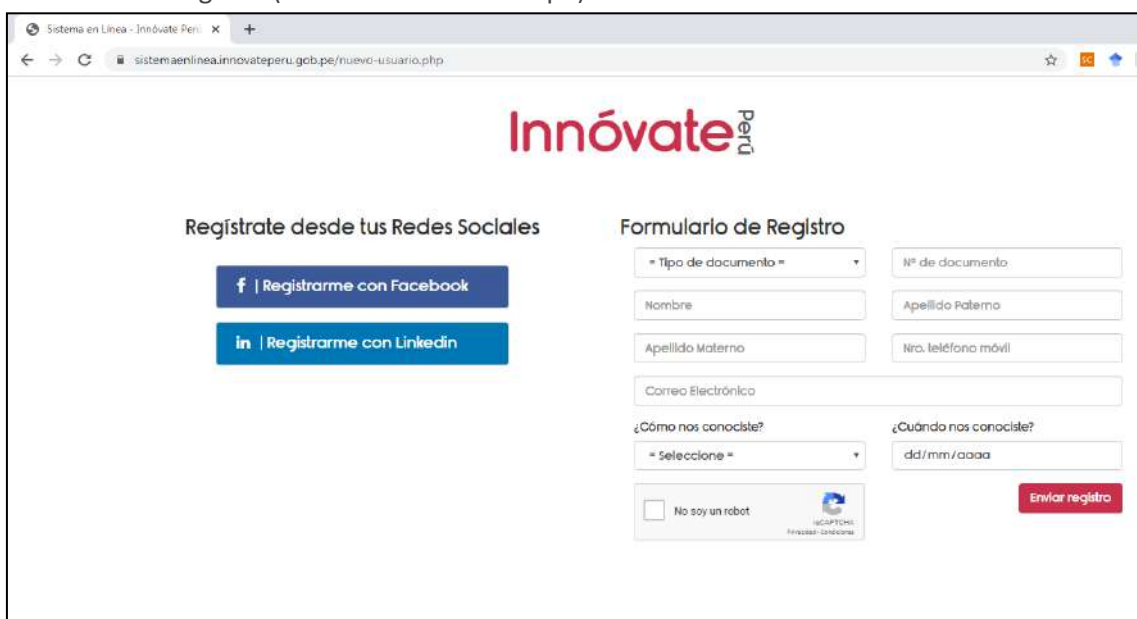 Sistema en Línea - Innóvate Perú
sistemaenlinea.innovateperu.gob.pe/nuevo-usuario.php
SC
Innóvate Perú
Regístrate desde tus Redes Sociales
f | Registrarme con Facebook
in | Registrarme con Linkedin
Formulario de Registro
= Tipo de documento =
Nº de documento
Nombre
Apellido Paterno
Apellido Materno
Nro. teléfono móvil
Correo Electrónico
¿Cómo nos conociste?
¿Cuándo nos conociste?
= Seleccione =
dd/mm/aaaa
No soy un robot
reCAPTCHA
Privacidad - Condiciones
Enviar registro